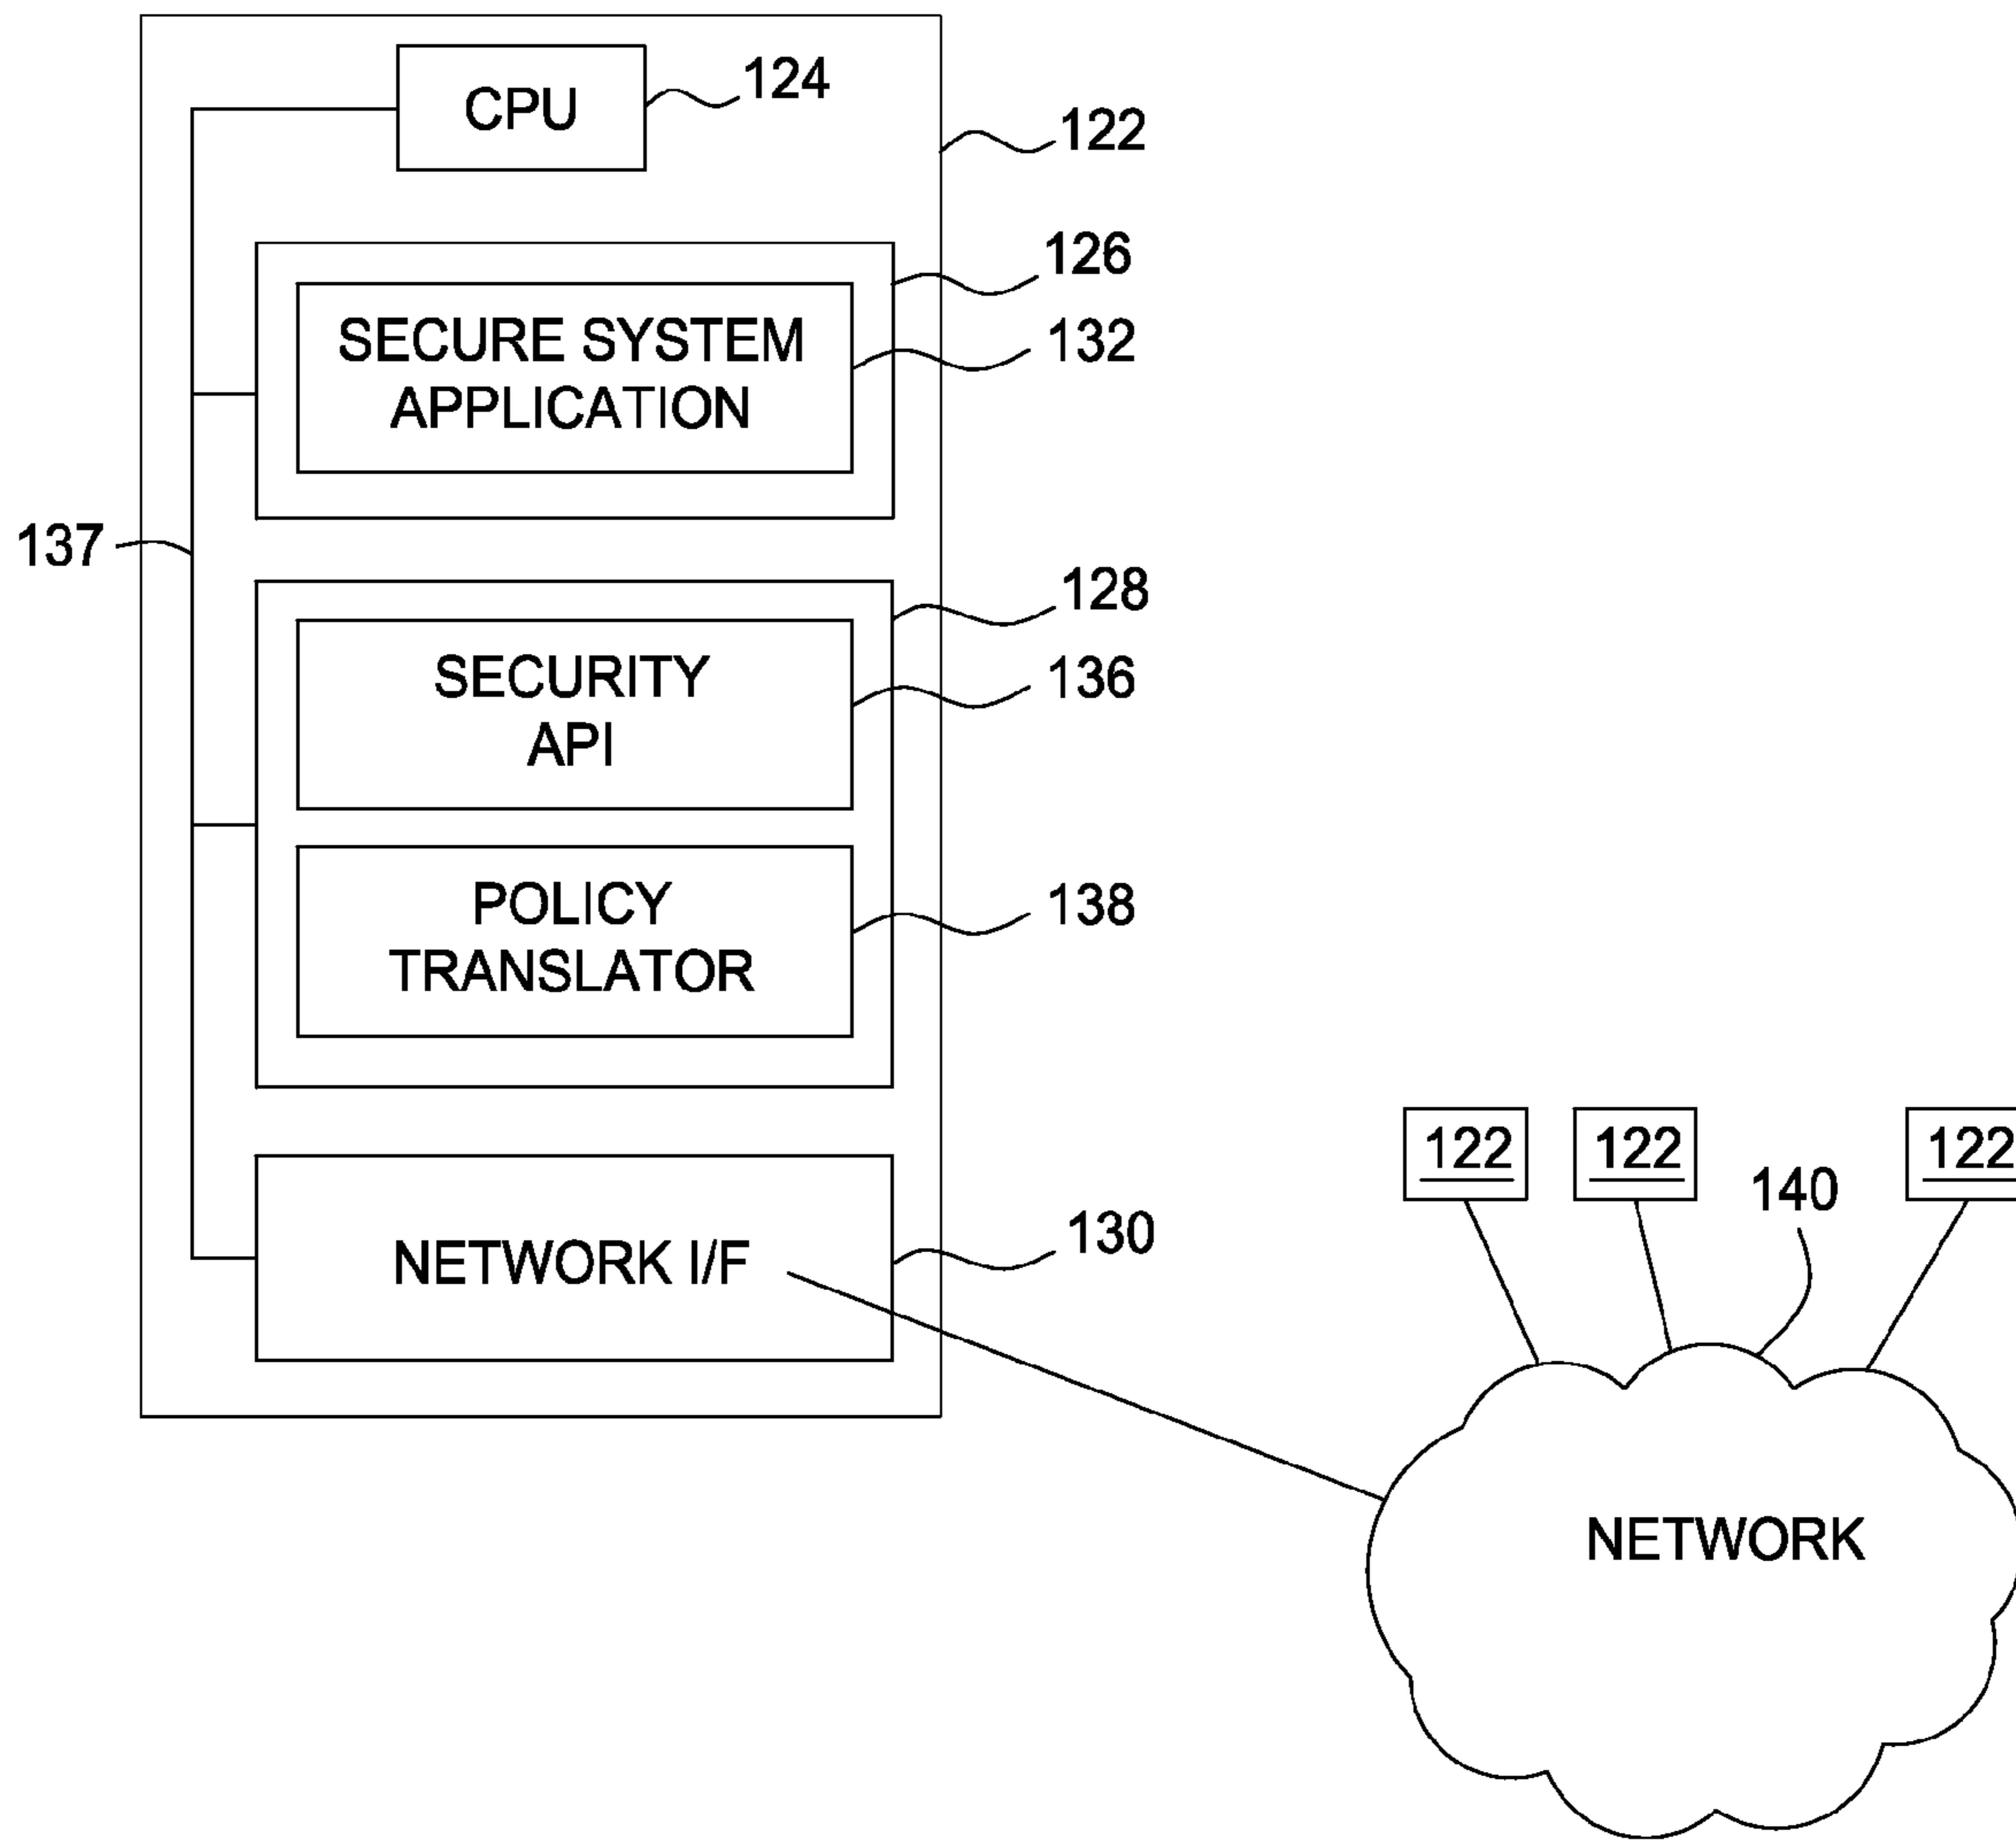 CPU
124
122
126
SECURE SYSTEM
APPLICATION
132
137
128
SECURITY
API
136
POLICY
TRANSLATOR
138
122
122
122
140
NETWORK I/F
130
NETWORK